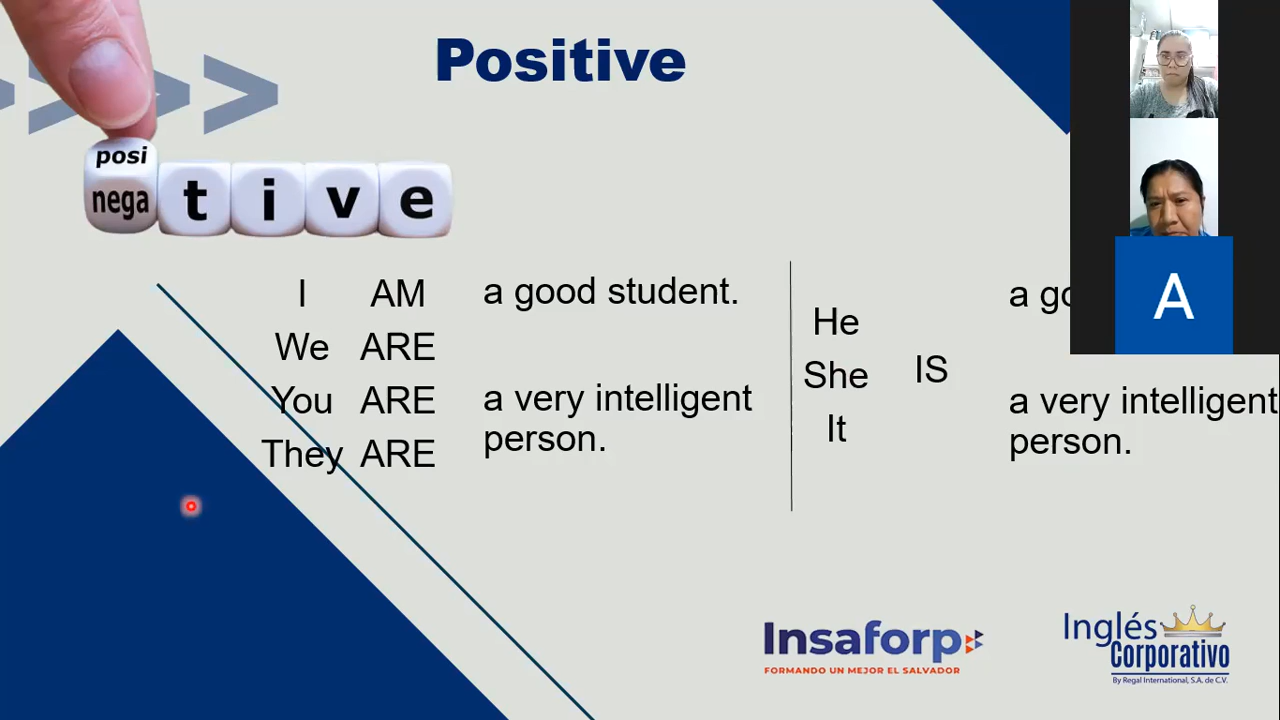 Positive
posi
nega t i v e
I AM a good student.
We ARE
You ARE a very intelligent
person.
They ARE
He
She IS
It
a go
a very intelligent
person.
A
Insaforp
FORMANDO UN MEJOR EL SALVADOR
Inglés
Corporativo
By Regal International, S.A. de C.V.